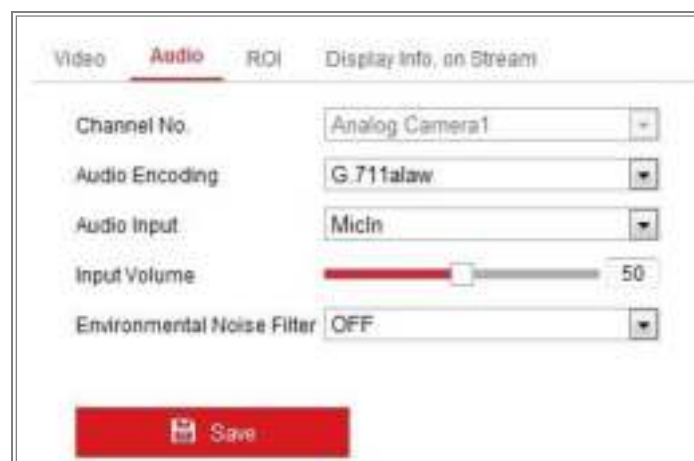 Video Audio ROI Display Info. on Stream
Channel No. Analog Camera1
Audio Encoding G.711alaw
Audio Input MicIn
Input Volume 50
Environmental Noise Filter OFF
Save